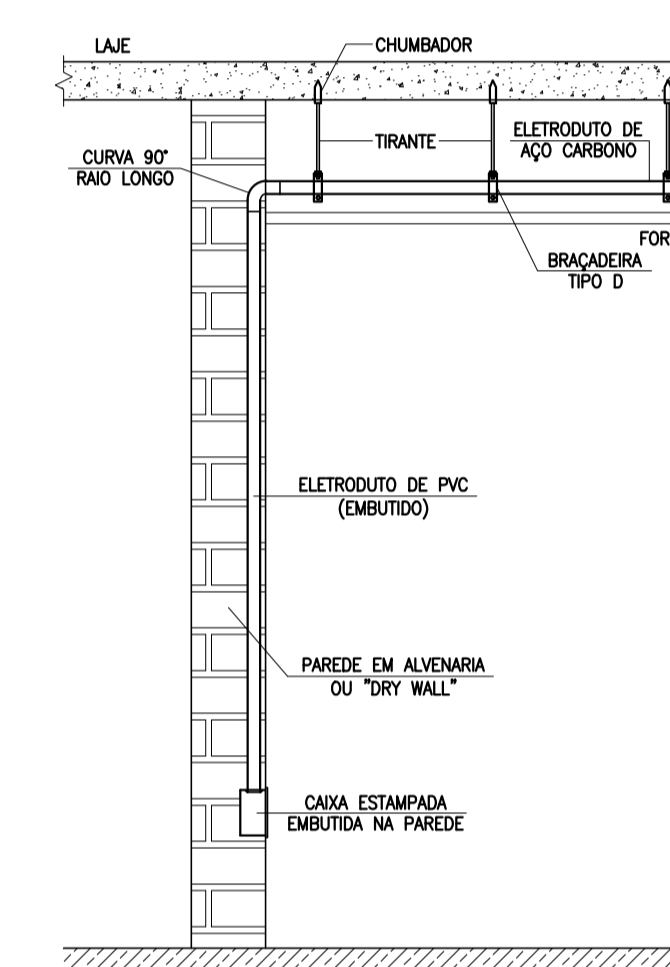 LAJE
CHUMBADOR
TIRANTE
ELETRODUTO DE
AÇO CARBONO
CURVA 90°
RAIO LONGO
FOR
BRAÇADEIRA
TIPO D
ELETRODUTO DE PVC
(EMBUTIDO)
PAREDE EM ALVENARIA
OU "DRY WALL"
CAIXA ESTAMPADA
EMBUTIDA NA PAREDE